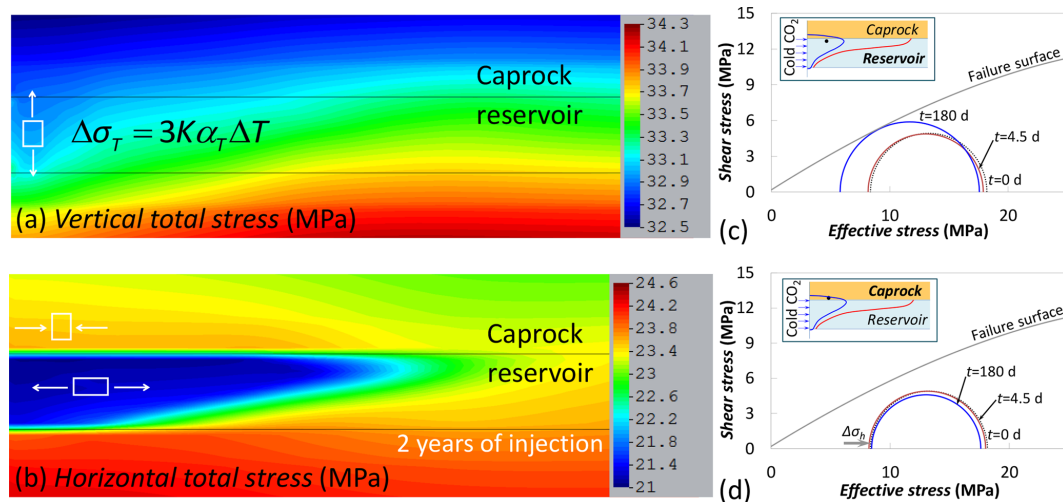 Caprock
reservoir
Δσ_T = 3Kα_TΔT
(a) Vertical total stress (MPa)
34.3
33.9
33.7
33.5
33.3
33.1
32.9
32.7
32.5
Caprock
reservoir
2 years of injection
(b) Horizontal total stress (MPa)
24.6
24.2
23.8
23.4
23
22.6
22.2
21.8
21.4
21
15
12
9
6
3
0
0
10
20
Shear stress (MPa)
Effective stress (MPa)
(c)
Cold CO2
Caprock
Reservoir
Failure surface
t=180 d
t=4.5 d
t=0 d
15
12
9
6
3
0
0
10
20
Shear stress (MPa)
Effective stress (MPa)
(d)
Cold CO2
Caprock
Reservoir
Failure surface
t=180 d
t=4.5 d
t=0 d
Δσ_h